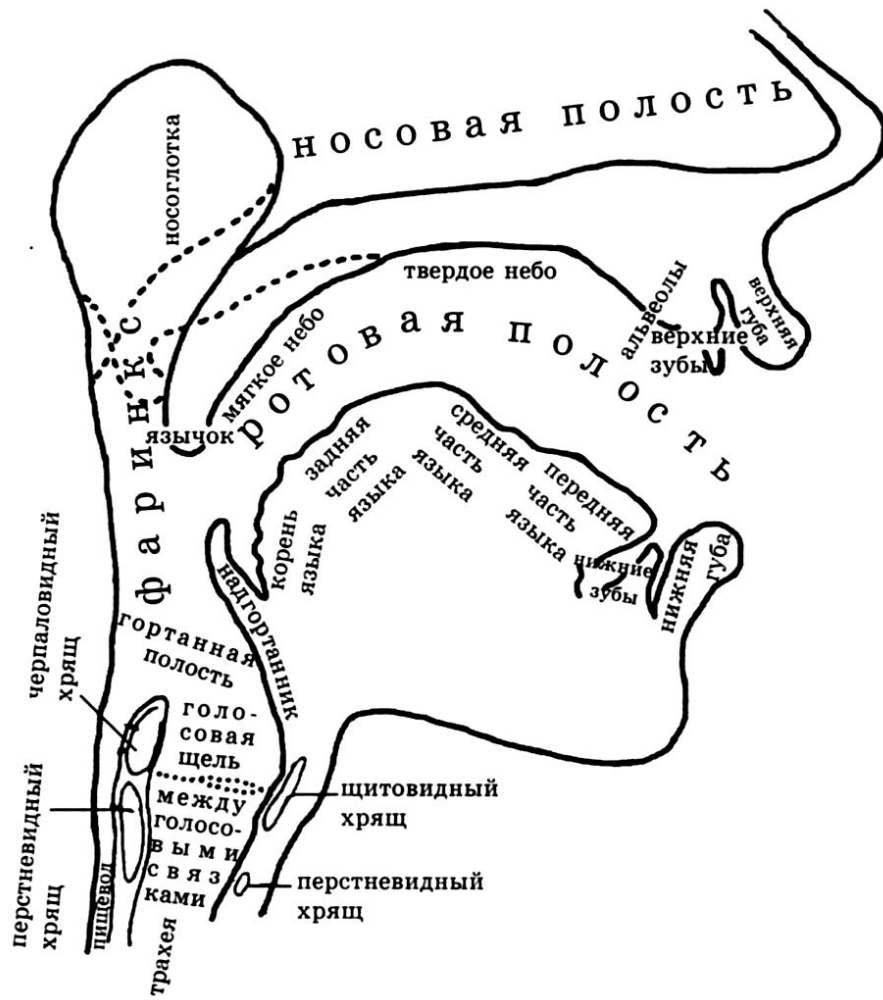 носовая полость
носоглотка
твердое небо
альвеолы
верхняя
губа
верхние
зубы
мягкое небо
ротовая полость
язычок
фаринкс
задняя
часть
языка
средняя
часть
языка
передняя
часть
языка
корень
языка
нижние
зубы
нижняя
губа
надгортанник
гортанная
полость
черпаловидный
хрящ
голо-
совая
щель
между
голосо-
выми
связ
ками
щитовидный
хрящ
перстневидный
хрящ
перстневидный
хрящ
пищевод
трахея